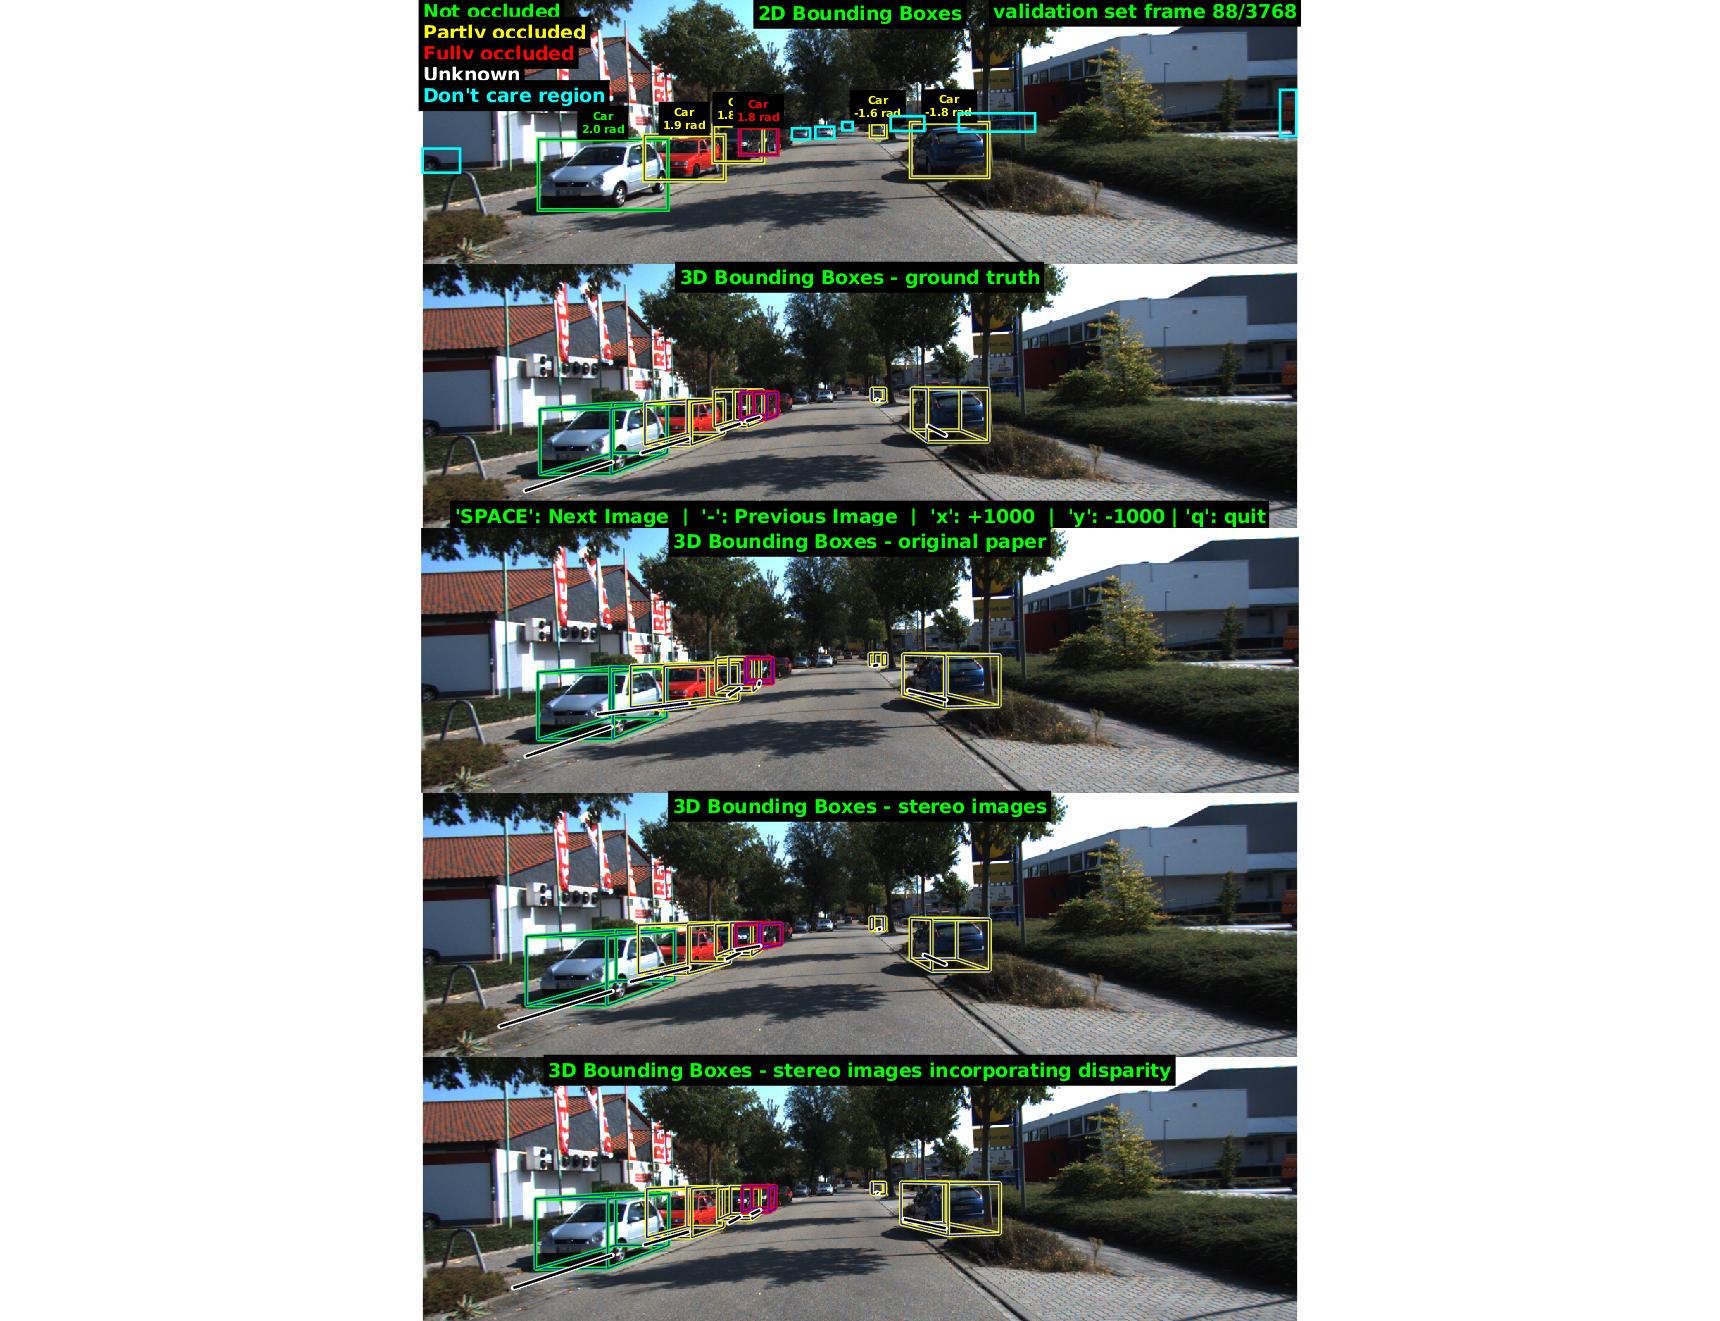 Not occluded
2D Bounding Boxes
validation set frame 88/3768
Partly occluded
Fully occluded
Unknown
Don't care region
Car
2.0 rad
Car
1.9 rad
1.8
Car
1.8 rad
Car
-1.6 rad
Car
-1.8 rad
3D Bounding Boxes - ground truth
'SPACE': Next Image | '-': Previous Image | 'x': +1000 | 'y': -1000 | 'q': quit
3D Bounding Boxes - original paper
3D Bounding Boxes - stereo images
3D Bounding Boxes - stereo images incorporating disparity